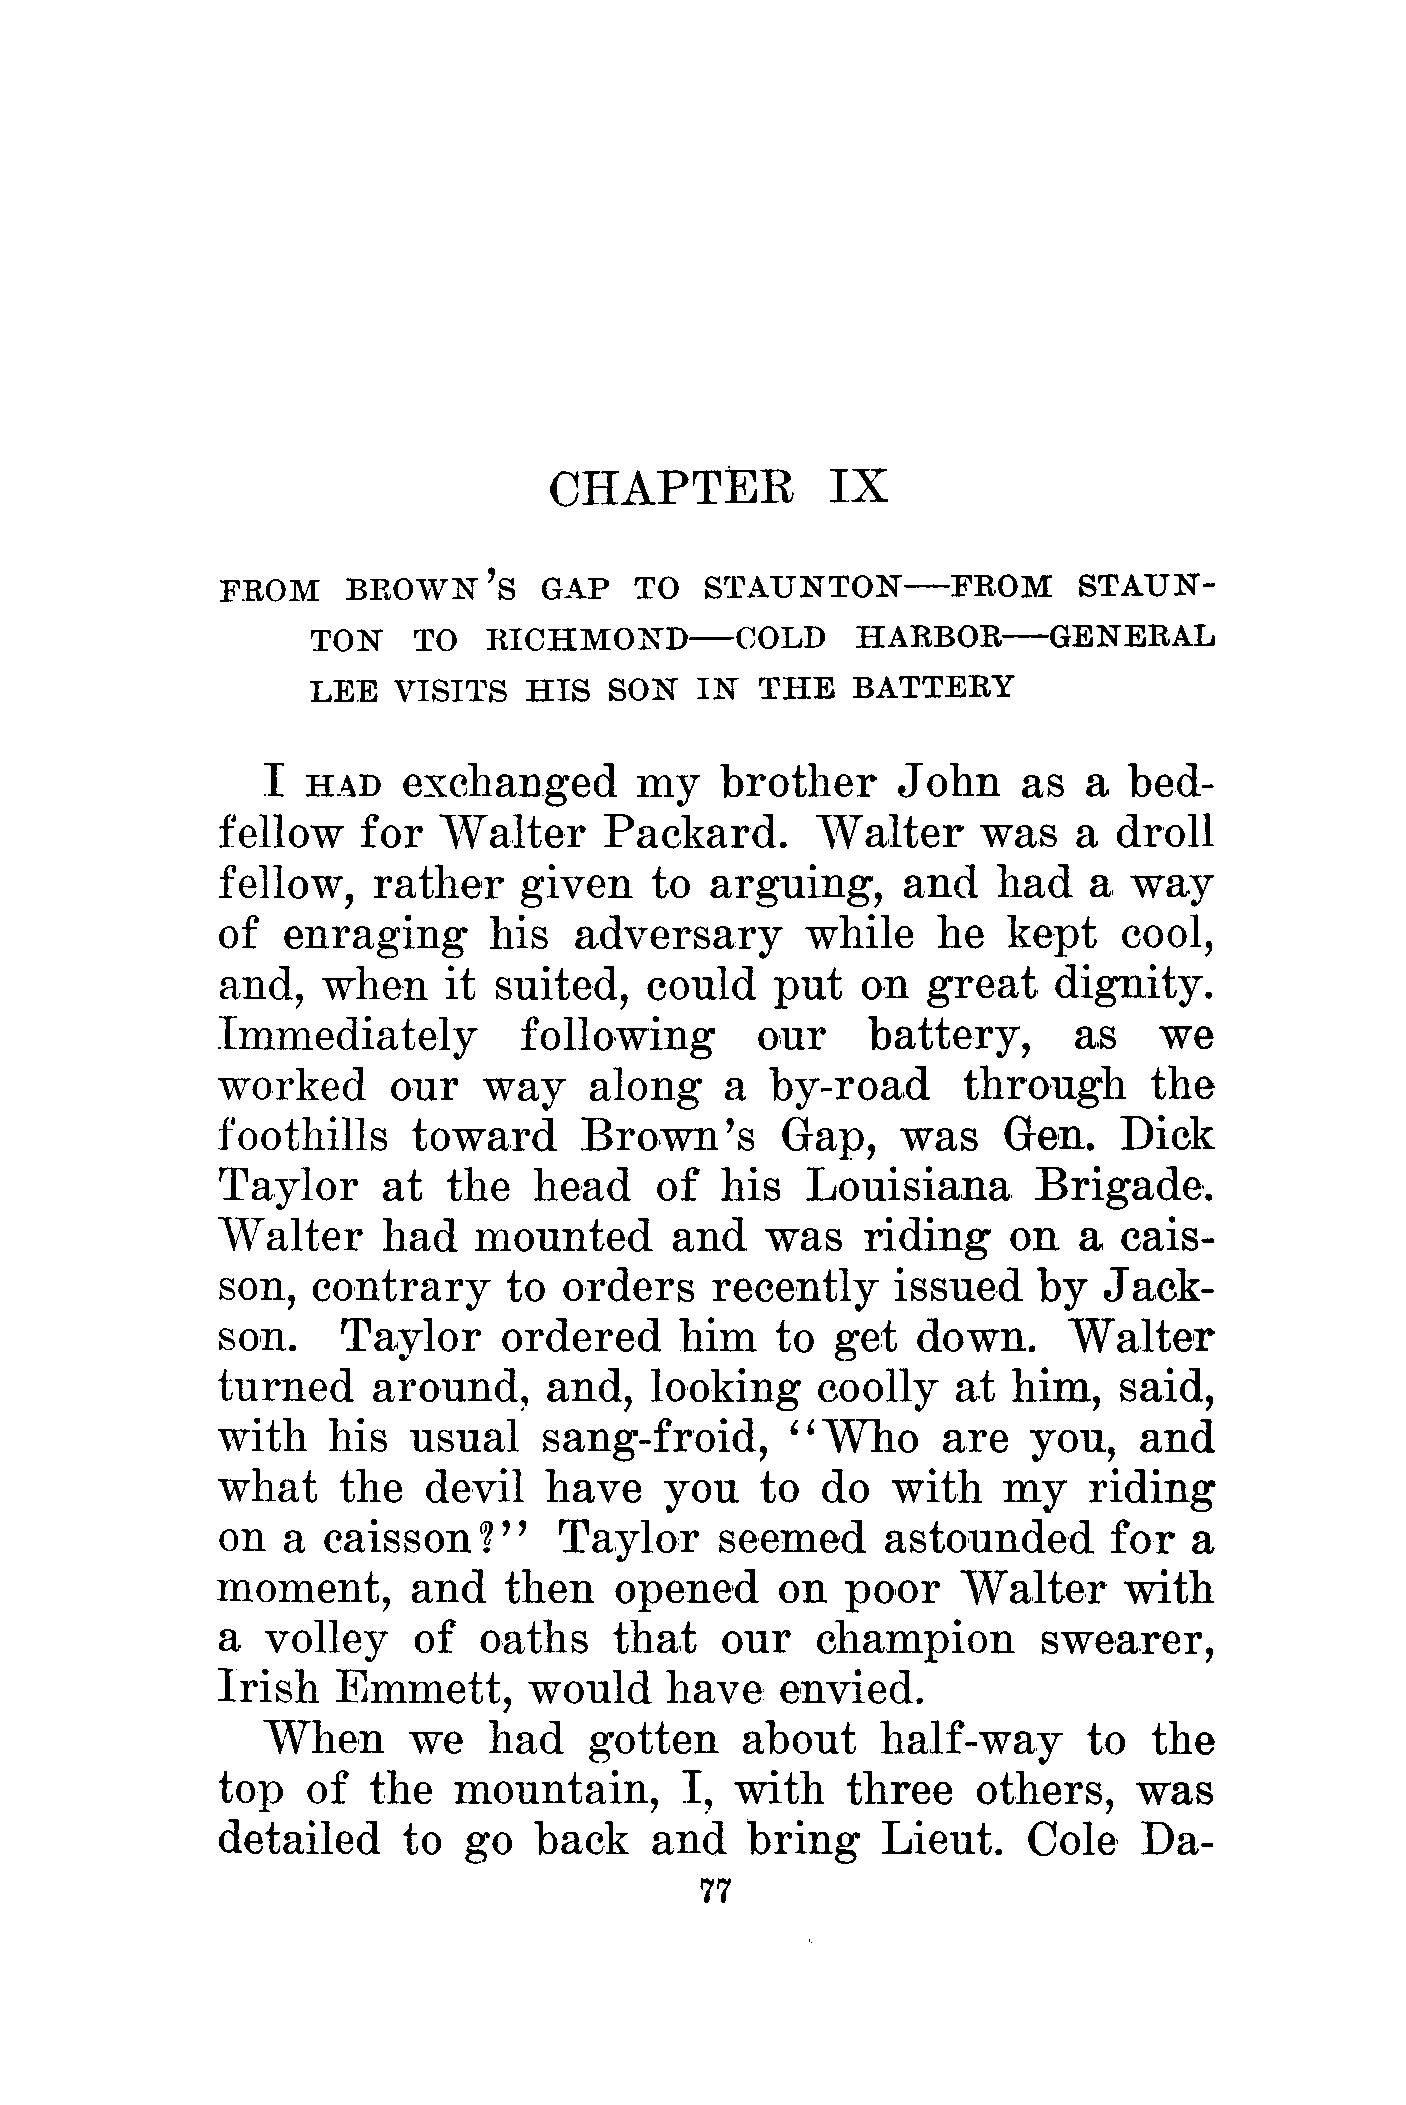 CHAPTER IX
FROM BROWN'S GAP TO STAUNTON—FROM STAUN-
TON TO RICHMOND—COLD HARBOR—GENERAL
LEE VISITS HIS SON IN THE BATTERY
I HAD exchanged my brother John as a bed-
fellow for Walter Packard. Walter was a droll
fellow, rather given to arguing, and had a way
of enraging his adversary while he kept cool,
and, when it suited, could put on great dignity.
Immediately following our battery, as we
worked our way along a by-road through the
foothills toward Brown's Gap, was Gen. Dick
Taylor at the head of his Louisiana Brigade.
Walter had mounted and was riding on a cais-
son, contrary to orders recently issued by Jack-
son. Taylor ordered him to get down. Walter
turned around, and, looking coolly at him, said,
with his usual sang-froid, "Who are you, and
what the devil have you to do with my riding
on a caisson?" Taylor seemed astounded for a
moment, and then opened on poor Walter with
a volley of oaths that our champion swearer,
Irish Emmett, would have envied.
When we had gotten about half-way to the
top of the mountain, I, with three others, was
detailed to go back and bring Lieut. Cole Da-
77